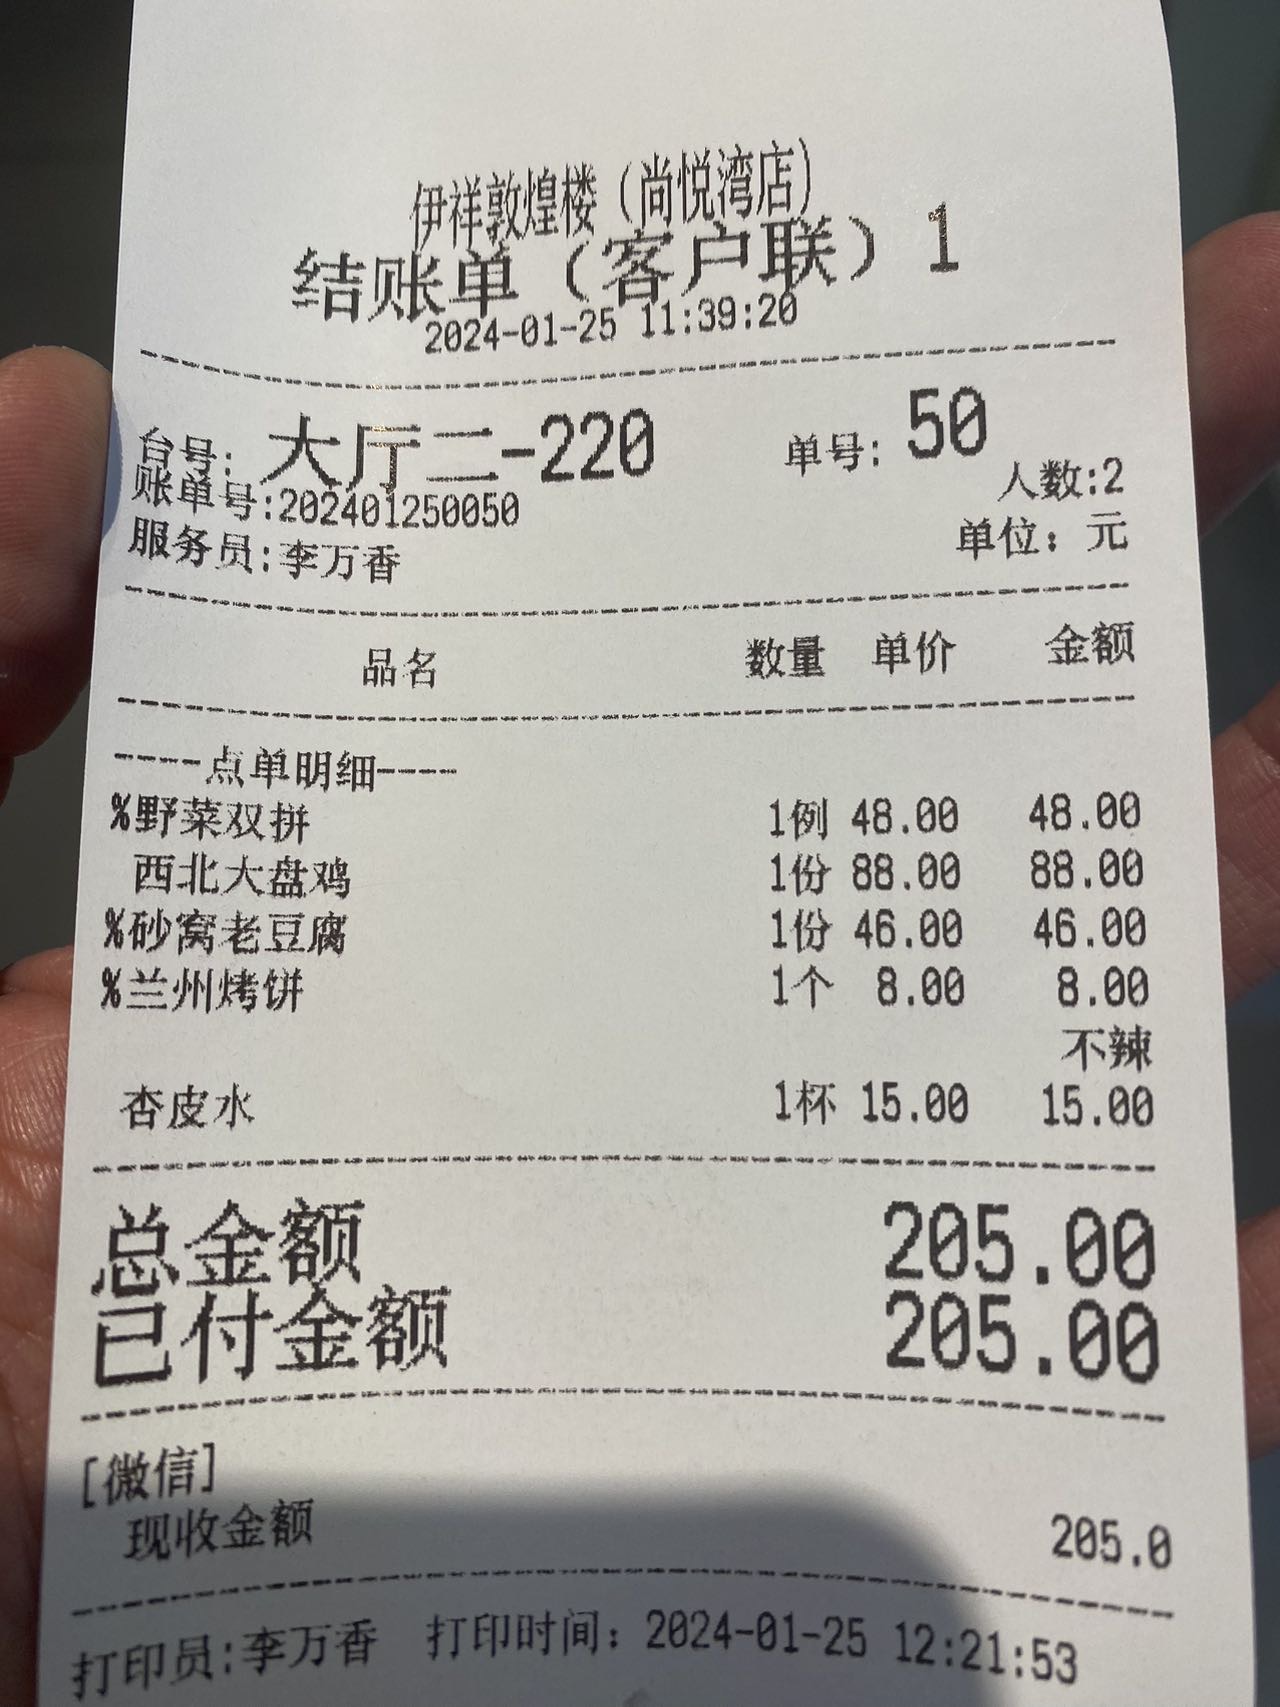 伊祥敦煌楼（尚悦湾店）
结账单（客户联）1
2024-01-25 11:39:20
台号: 大厅二-220 单号: 50
账单号:202401250050 人数:2
服务员:李万香 单位：元
品名 数量 单价 金额
----点单明细----
%野菜双拼 1例 48.00 48.00
西北大盘鸡 1份 88.00 88.00
%砂窝老豆腐 1份 46.00 46.00
%兰州烤饼 1个 8.00 8.00
不辣
杏皮水 1杯 15.00 15.00
总金额 205.00
已付金额 205.00
[微信]
现收金额 205.0
打印员:李万香 打印时间：2024-01-25 12:21:53